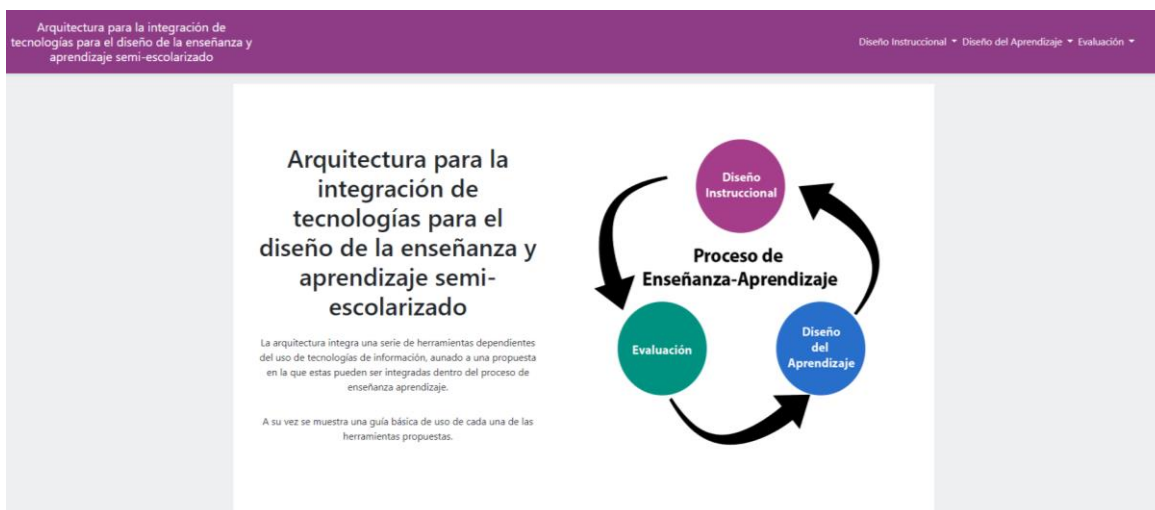 Arquitectura para la integración de
tecnologías para el diseño de la enseñanza y
aprendizaje semi-escolarizado
Diseño Instruccional Diseño del Aprendizaje Evaluación
Arquitectura para la
integración de
tecnologías para el
diseño de la enseñanza y
aprendizaje semi-
escolarizado
La arquitectura integra una serie de herramientas dependientes
del uso de tecnologías de información, aunado a una propuesta
en la que estas pueden ser integradas dentro del proceso de
enseñanza aprendizaje.
A su vez se muestra una guía básica de uso de cada una de las
herramientas propuestas.
Diseño
Instruccional
Proceso de
Enseñanza-Aprendizaje
Evaluación
Diseño
del
Aprendizaje